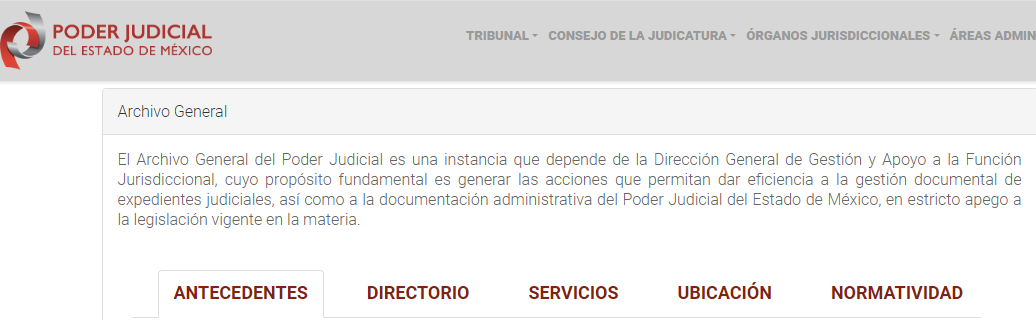 PODER JUDICIAL
DEL ESTADO DE MÉXICO
TRIBUNAL CONSEJO DE LA JUDICATURA ÓRGANOS JURISDICCIONALES ÁREAS ADMIN
Archivo General
El Archivo General del Poder Judicial es una instancia que depende de la Dirección General de Gestión y Apoyo a la Función
Jurisdiccional, cuyo propósito fundamental es generar las acciones que permitan dar eficiencia a la gestión documental de
expedientes judiciales, así como a la documentación administrativa del Poder Judicial del Estado de México, en estricto apego a
la legislación vigente en la materia.
ANTECEDENTES DIRECTORIO SERVICIOS UBICACIÓN NORMATIVIDAD